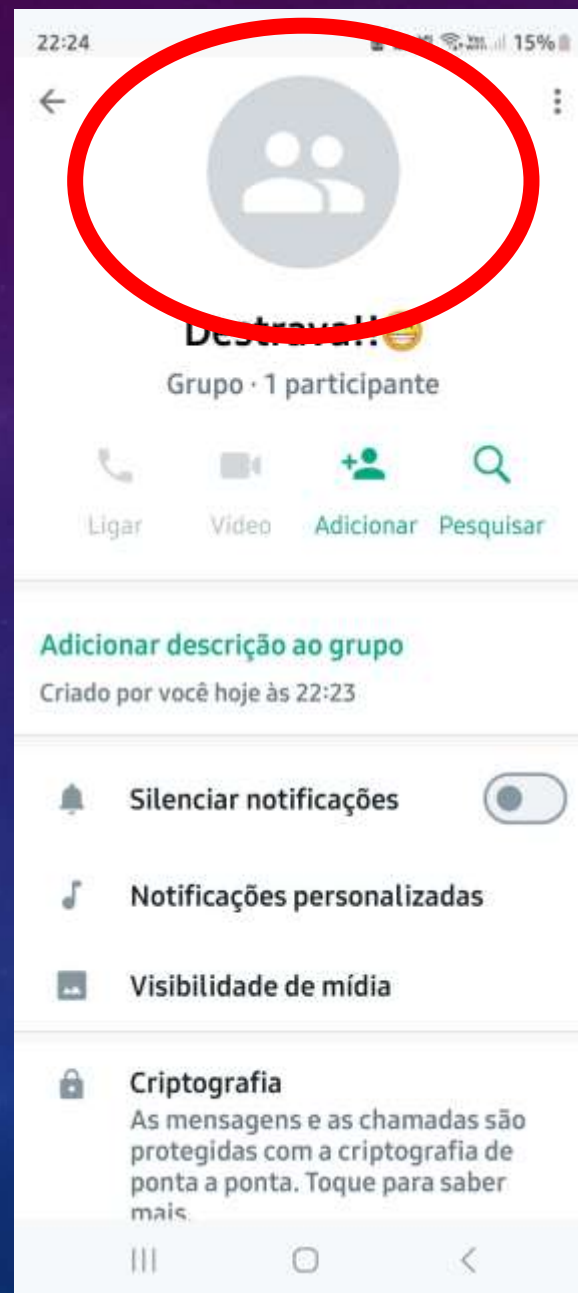 22:24
15%
Destrava!!😁
Grupo · 1 participante
Ligar Vídeo Adicionar Pesquisar
Adicionar descrição ao grupo
Criado por você hoje às 22:23
Silenciar notificações
Notificações personalizadas
Visibilidade de mídia
Criptografia
As mensagens e as chamadas são
protegidas com a criptografia de
ponta a ponta. Toque para saber
mais.